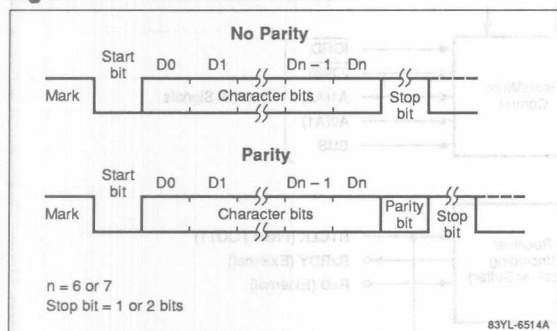 No Parity
Start bit
D0 D1 Dn – 1 Dn
Mark
Character bits
Stop bit
Parity
Start bit
D0 D1 Dn – 1 Dn
Mark
Character bits
Parity bit
Stop bit
n = 6 or 7
Stop bit = 1 or 2 bits
83YL-6514A